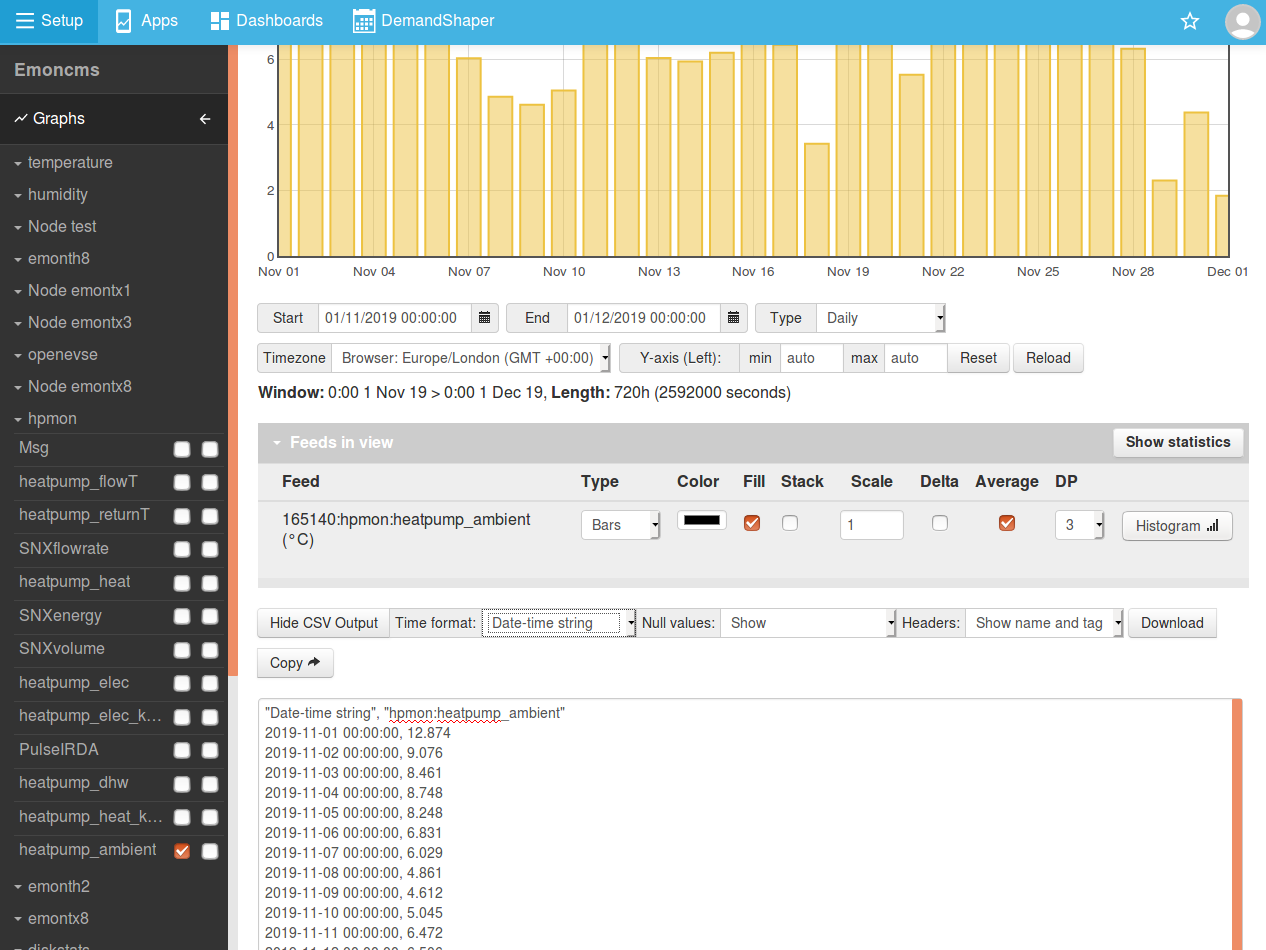 Setup Apps Dashboards DemandShaper
Emoncms
Graphs
temperature
humidity
Node test
emonth8
Node emontx1
Node emontx3
openevse
Node emontx8
hpmon
Msg
heatpump_flowT
heatpump_returnT
SNXflowrate
heatpump_heat
SNXenergy
SNXvolume
heatpump_elec
heatpump_elec_k...
PulseIRDA
heatpump_dhw
heatpump_heat_k...
heatpump_ambient
emonth2
emontx8
6
4
2
0
Nov 01 Nov 04 Nov 07 Nov 10 Nov 13 Nov 16 Nov 19 Nov 22 Nov 25 Nov 28 Dec 01
Start 01/11/2019 00:00:00 End 01/12/2019 00:00:00 Type Daily
Timezone Browser: Europe/London (GMT +00:00) Y-axis (Left): min auto max auto Reset Reload
Window: 0:00 1 Nov 19 > 0:00 1 Dec 19, Length: 720h (2592000 seconds)
Feeds in view Show statistics
Feed Type Color Fill Stack Scale Delta Average DP
165140:hpmon:heatpump_ambient
(°C) Bars 1 3 Histogram
Hide CSV Output Time format: Date-time string Null values: Show Headers: Show name and tag Download
Copy
"Date-time string", "hpmon:heatpump_ambient"
2019-11-01 00:00:00, 12.874
2019-11-02 00:00:00, 9.076
2019-11-03 00:00:00, 8.461
2019-11-04 00:00:00, 8.748
2019-11-05 00:00:00, 8.248
2019-11-06 00:00:00, 6.831
2019-11-07 00:00:00, 6.029
2019-11-08 00:00:00, 4.861
2019-11-09 00:00:00, 4.612
2019-11-10 00:00:00, 5.045
2019-11-11 00:00:00, 6.472